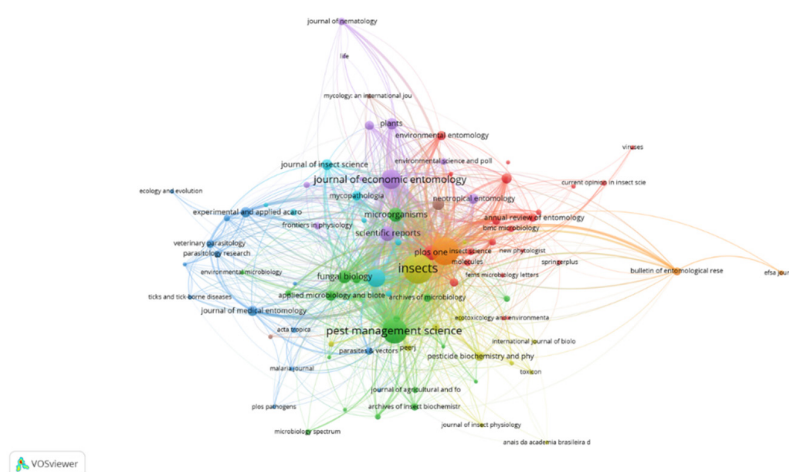 journal of nematology
life
mycology: an international jou
plants
environmental entomology
viruses
journal of insect science
environmental science and poll
journal of economic entomology
current opinion in insect scie
ecology and evolution
mycopathologia
neotropical entomology
experimental and applied acaro
microorganisms
annual review of entomology
frontiers in physiology
scientific reports
bmc microbiology
veterinary parasitology
parasitology research
plos one
insect science
new phytologist
molecules
springerplus
insects
environmental microbiology
fungal biology
fems microbiology letters
bulletin of entomological rese
efsa jour
ticks and tick-borne diseases
applied microbiology and biote
archives of microbiology
journal of medical entomology
ecotoxicology and environmenta
acta tropica
pest management science
international journal of biolo
parasites & vectors
peerj
pesticide biochemistry and phy
malaria journal
toxicon
journal of agricultural and fo
plos pathogens
archives of insect biochemistr
journal of insect physiology
microbiology spectrum
anais da academia brasileira d
VOSviewer